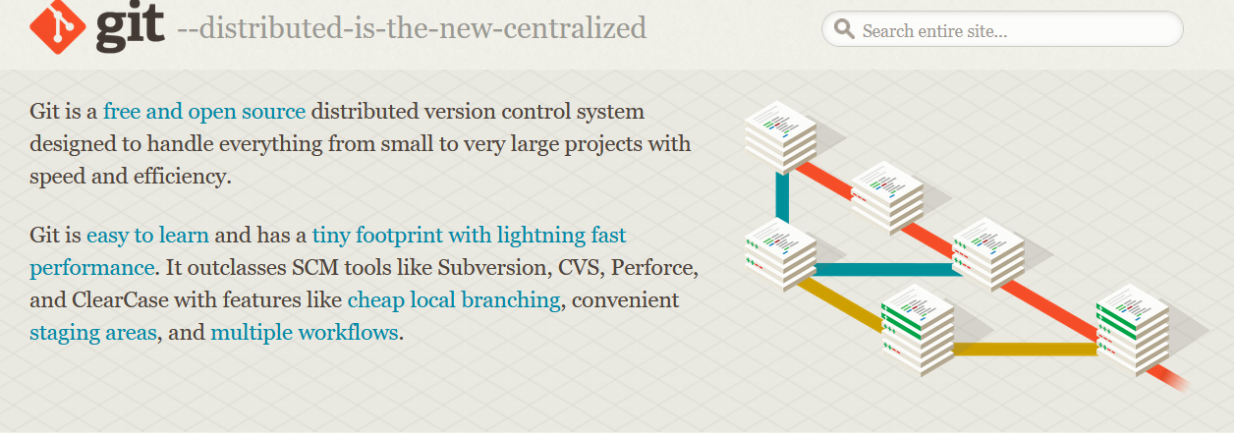 git --distributed-is-the-new-centralized
Search entire site...
Git is a free and open source distributed version control system
designed to handle everything from small to very large projects with
speed and efficiency.
Git is easy to learn and has a tiny footprint with lightning fast
performance. It outclasses SCM tools like Subversion, CVS, Perforce,
and ClearCase with features like cheap local branching, convenient
staging areas, and multiple workflows.